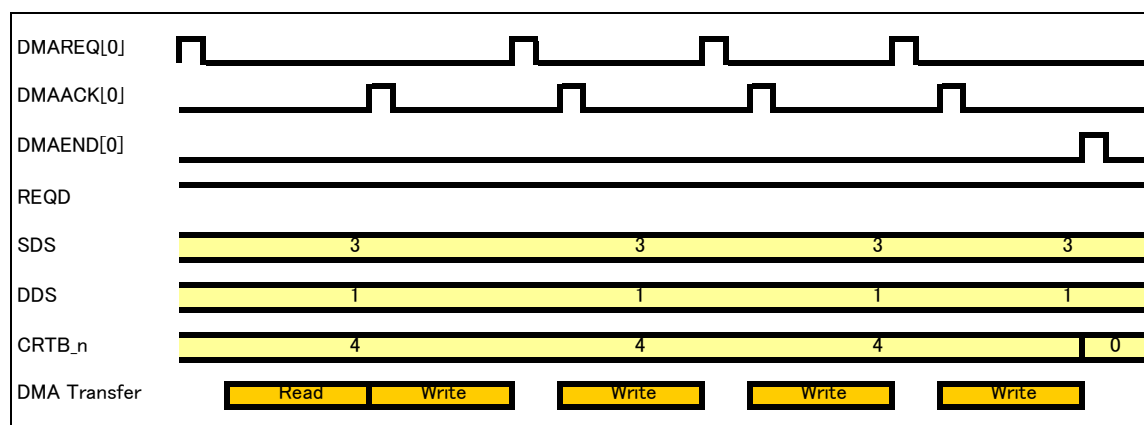 DMAREQ[0]
DMAACK[0]
DMAEND[0]
REQD
SDS 3 3 3 3
DDS 1 1 1 1
CRTB_n 4 4 4 0
DMA Transfer Read Write Write Write Write